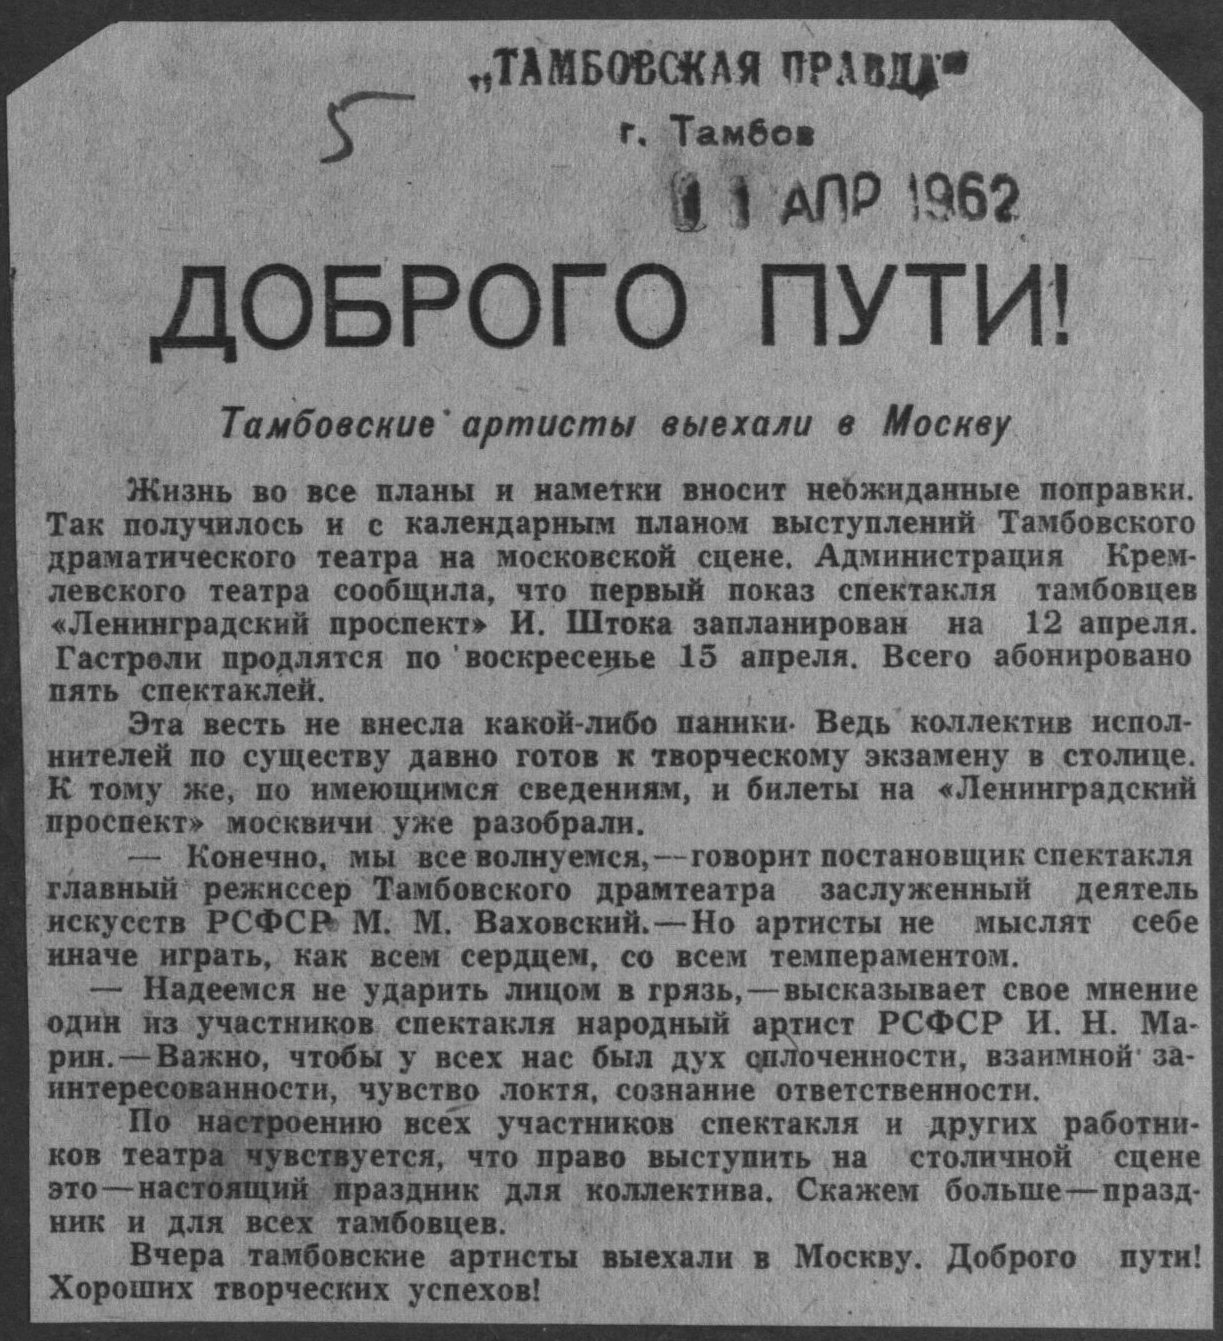 „ТАМБОВСКАЯ ПРАВДА"
5
г. Тамбов
11 АПР 1962
ДОБРОГО ПУТИ!
Тамбовские артисты выехали в Москву
Жизнь во все планы и наметки вносит неожиданные поправки.
Так получилось и с календарным планом выступлений Тамбовского
драматического театра на московской сцене. Администрация Крем-
левского театра сообщила, что первый показ спектакля тамбовцев
«Ленинградский проспект» И. Штока запланирован на 12 апреля.
Гастроли продлятся по воскресенье 15 апреля. Всего абонировано
пять спектаклей.
Эта весть не внесла какой-либо паники. Ведь коллектив испол-
нителей по существу давно готов к творческому экзамену в столице.
К тому же, по имеющимся сведениям, и билеты на «Ленинградский
проспект» москвичи уже разобрали.
— Конечно, мы все волнуемся,—говорит постановщик спектакля
главный режиссер Тамбовского драмтеатра заслуженный деятель
искусств РСФСР М. М. Ваховский.—Но артисты не мыслят себе
иначе играть, как всем сердцем, со всем темпераментом.
— Надеемся не ударить лицом в грязь,—высказывает свое мнение
один из участников спектакля народный артист РСФСР И. Н. Ма-
рин.—Важно, чтобы у всех нас был дух сплоченности, взаимной за-
интересованности, чувство локтя, сознание ответственности.
По настроению всех участников спектакля и других работни-
ков театра чувствуется, что право выступить на столичной сцене
это—настоящий праздник для коллектива. Скажем больше—празд-
ник и для всех тамбовцев.
Вчера тамбовские артисты выехали в Москву. Доброго пути!
Хороших творческих успехов!